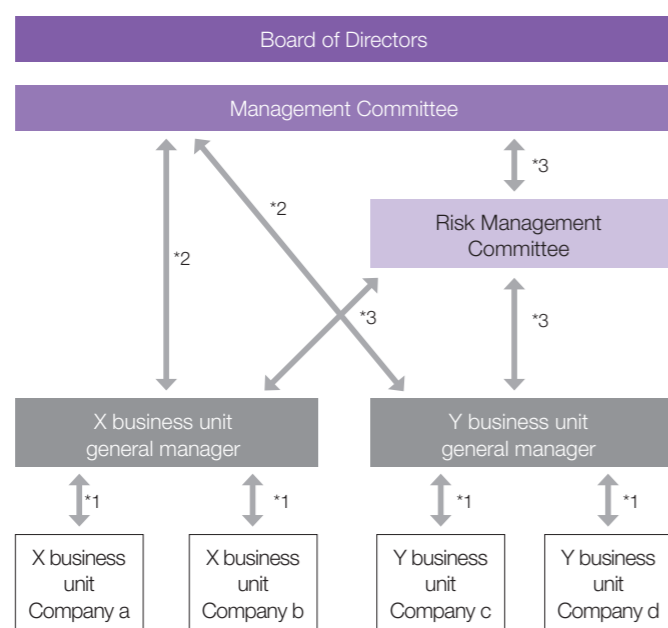 Board of Directors
Management Committee
*3
*2
Risk Management
Committee
*2
*3
*3
X business unit
general manager
Y business unit
general manager
*1
*1
*1
*1
X business
unit
Company a
X business
unit
Company b
Y business
unit
Company c
Y business
unit
Company d